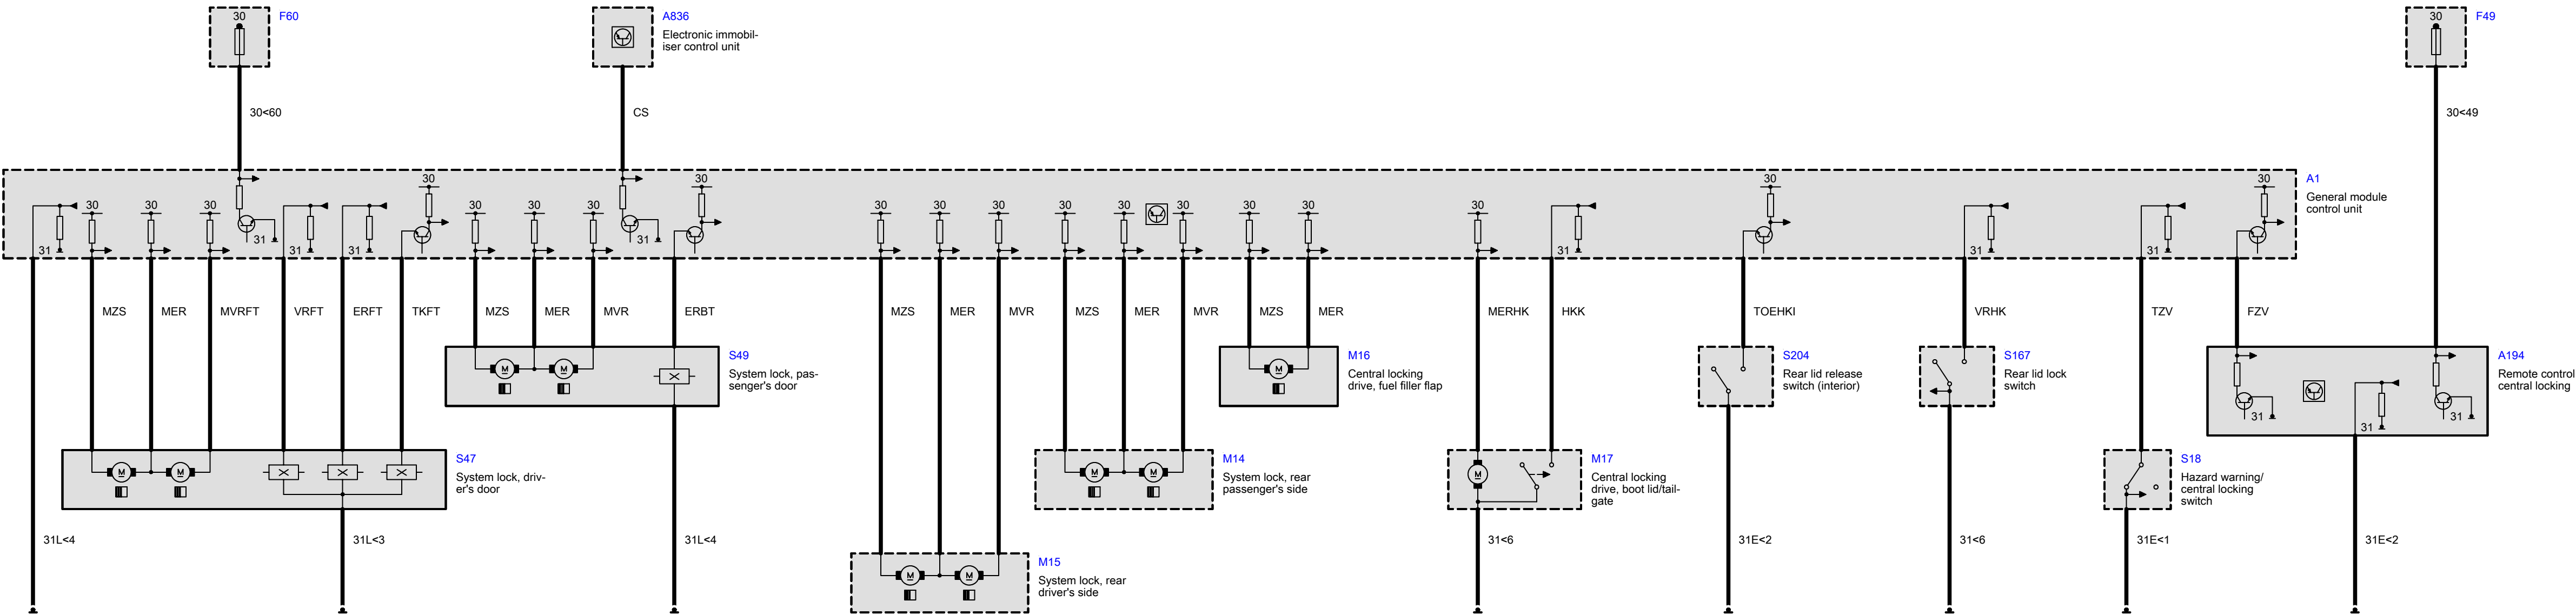 30
F60
A836
Electronic immobil-
iser control unit
30
F49
30<60
CS
30<49
A1
General module
control unit
30
30
30
30
31
31
31
31
30
30
30
30
31
30
30
30
30
30
30
30
30
30
30
31
30
31
31
30
MZS
MER
MVRFT
VRFT
ERFT
TKFT
MZS
MER
MVR
ERBT
MZS
MER
MVR
MZS
MER
MVR
MZS
MER
MERHK
HKK
TOEHKI
VRHK
TZV
FZV
M
M
S49
System lock, pas-
senger's door
M
M16
Central locking
drive, fuel filler flap
S204
Rear lid release
switch (interior)
S167
Rear lid lock
switch
31
31
31
A194
Remote control
central locking
M
M
S47
System lock, driv-
er's door
M
M
M14
System lock, rear
passenger's side
M
M17
Central locking
drive, boot lid/tail-
gate
S18
Hazard warning/
central locking
switch
31L<4
31L<3
31L<4
31<6
31E<2
31<6
31E<1
31E<2
M
M
M15
System lock, rear
driver's side